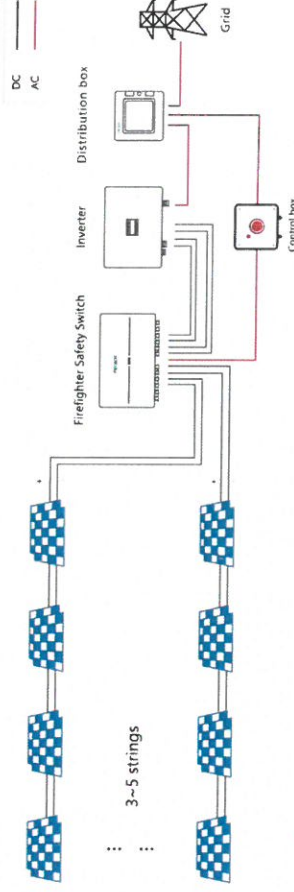 DC
AC
Grid
Distribution box
Inverter
Firefighter Safety Switch
Control box
3~5 strings
+
+